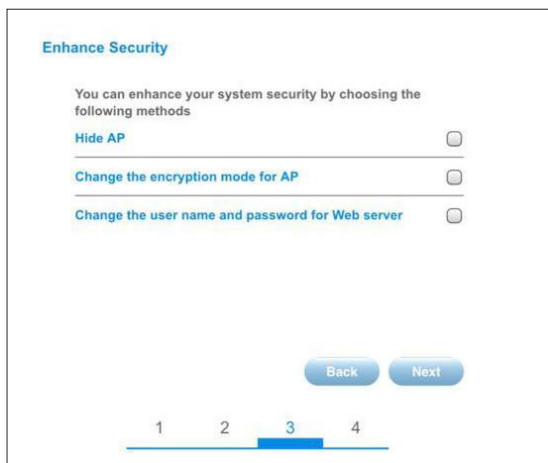 Enhance Security
You can enhance your system security by choosing the
following methods
Hide AP
Change the encryption mode for AP
Change the user name and password for Web server
Back Next
1 2 3 4